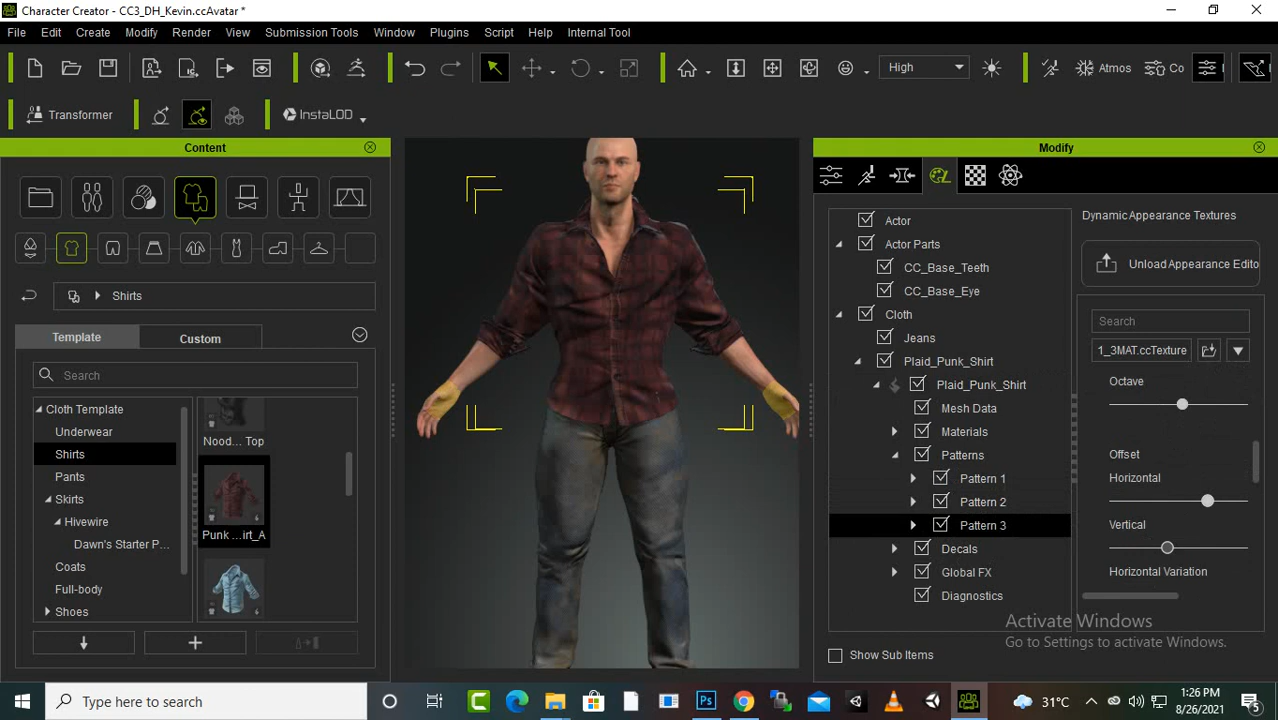 Character Creator - CC3_DH_Kevin.ccAvatar *
File Edit Create Modify Render View Submission Tools Window Plugins Script Help Internal Tool
High
Atmos
Co
Transformer
InstaLOD
Content
Shirts
Template
Custom
Search
Cloth Template
Underwear
Shirts
Pants
Skirts
Hivewire
Dawn's Starter P...
Coats
Full-body
Shoes
Nood... Top
Punk ...irt_A
Modify
Actor
Actor Parts
CC_Base_Teeth
CC_Base_Eye
Cloth
Jeans
Plaid_Punk_Shirt
Plaid_Punk_Shirt
Mesh Data
Materials
Patterns
Pattern 1
Pattern 2
Pattern 3
Decals
Global FX
Diagnostics
Show Sub Items
Dynamic Appearance Textures
Unload Appearance Edito
Search
1_3MAT.ccTexture
Octave
Offset
Horizontal
Vertical
Horizontal Variation
Activate Windows
Go to Settings to activate Windows.
Type here to search
31°C
1:26 PM
8/26/2021
5